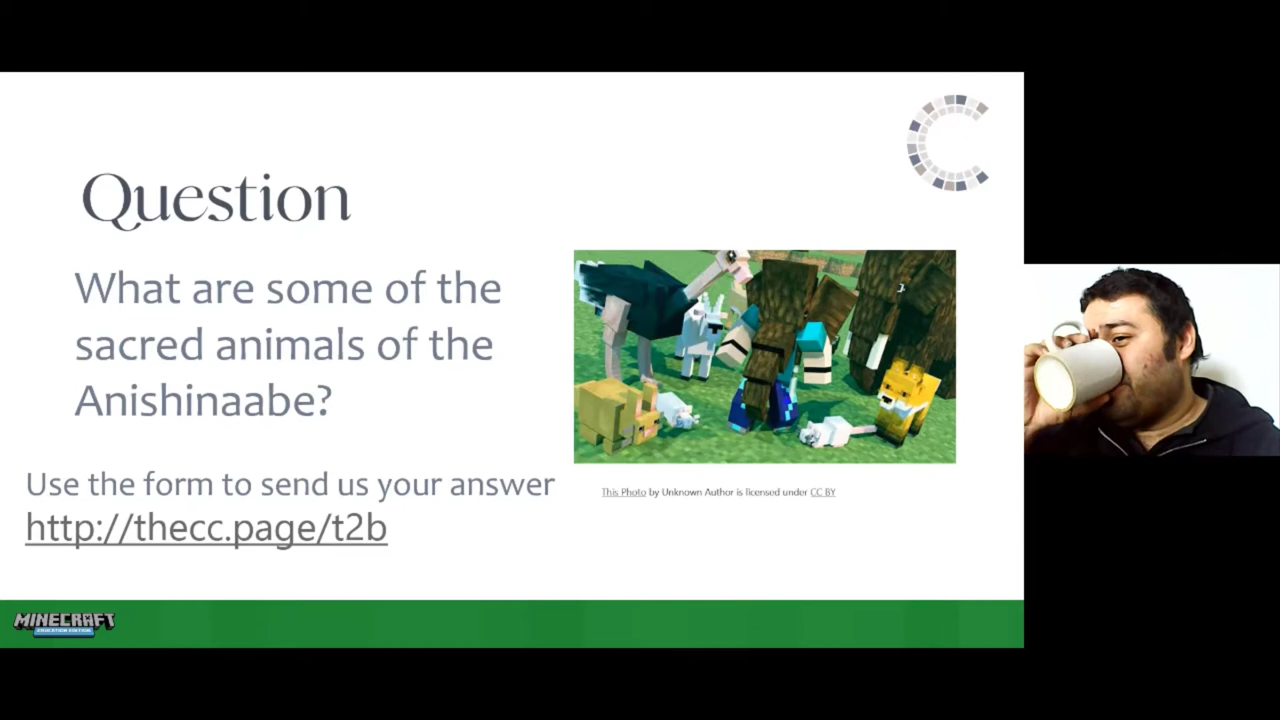 Question
What are some of the
sacred animals of the
Anishinaabe?
Use the form to send us your answer
http://thecc.page/t2b
This Photo by Unknown Author is licensed under CC BY
MINECRAFT
EDUCATION EDITION